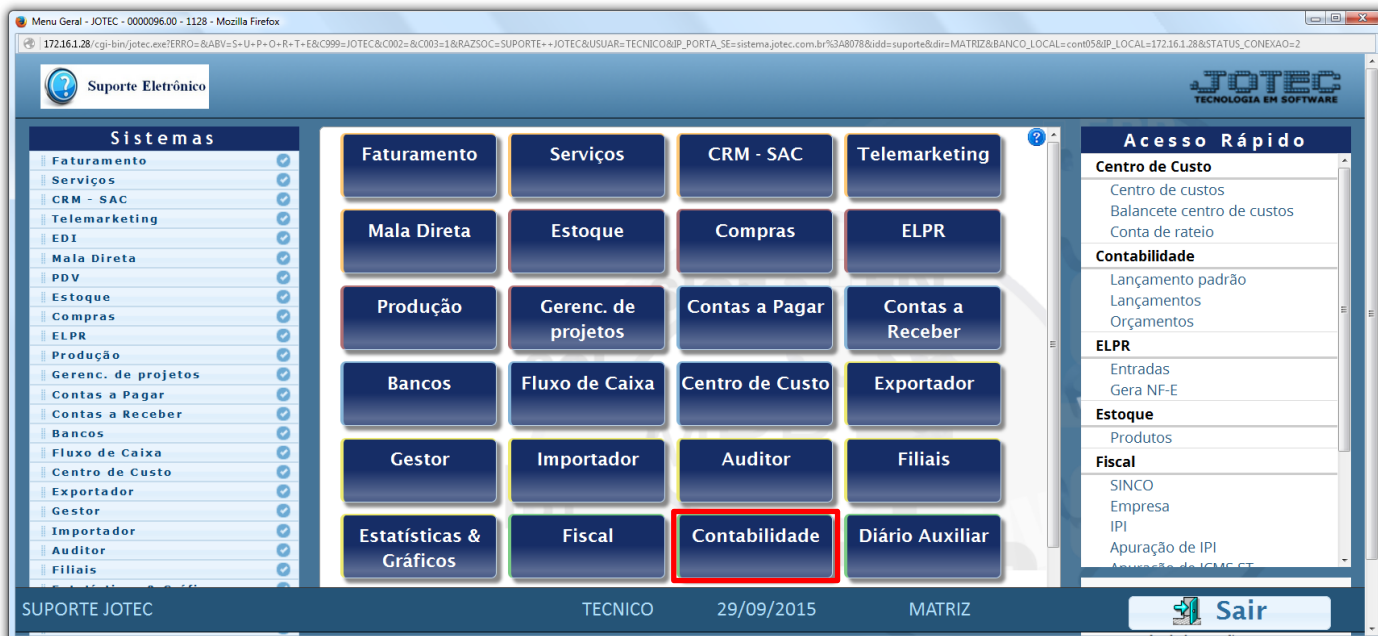 Menu Geral - JOTEC - 0000096.00 - 1128 - Mozilla Firefox
172.16.1.28/cgi-bin/jotec.exe?ERRO=&ABV=S+U+P+O+R+T+E&C999=JOTEC&C002=&C003=1&RAZSOC=SUPORTE++JOTEC&USUAR=TECNICO&IP_PORTA_SE=sistema.jotec.com.br%3A8078&idd=suporte&dir=MATRIZ&BANCO_LOCAL=cont05&IP_LOCAL=172.16.1.28&STATUS_CONEXAO=2
Suporte Eletrônico
JOTEC
TECNOLOGIA EM SOFTWARE
Sistemas
Faturamento
Serviços
CRM - SAC
Telemarketing
EDI
Mala Direta
PDV
Estoque
Compras
ELPR
Produção
Gerenc. de projetos
Contas a Pagar
Contas a Receber
Bancos
Fluxo de Caixa
Centro de Custo
Exportador
Gestor
Importador
Auditor
Filiais
Faturamento
Serviços
CRM - SAC
Telemarketing
Mala Direta
Estoque
Compras
ELPR
Produção
Gerenc. de
projetos
Contas a Pagar
Contas a
Receber
Bancos
Fluxo de Caixa
Centro de Custo
Exportador
Gestor
Importador
Auditor
Filiais
Estatísticas &
Gráficos
Fiscal
Contabilidade
Diário Auxiliar
Acesso Rápido
Centro de Custo
Centro de custos
Balancete centro de custos
Conta de rateio
Contabilidade
Lançamento padrão
Lançamentos
Orçamentos
ELPR
Entradas
Gera NF-E
Estoque
Produtos
Fiscal
SINCO
Empresa
IPI
Apuração de IPI
Apuração de ICMS ST
SUPORTE JOTEC
TECNICO
29/09/2015
MATRIZ
Sair